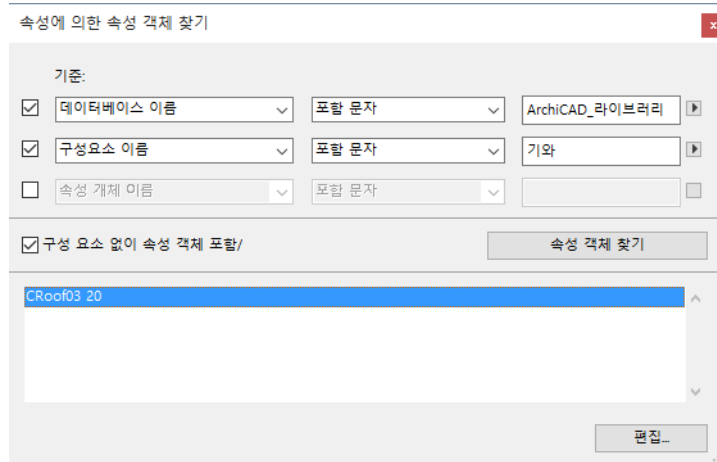 속성에 의한 속성 객체 찾기
x
기준:
데이터베이스 이름 포함 문자 ArchiCAD_라이브러리
구성요소 이름 포함 문자 기와
속성 개체 이름 포함 문자
구성 요소 없이 속성 객체 포함/ 속성 객체 찾기
CRoof03 20
편집...